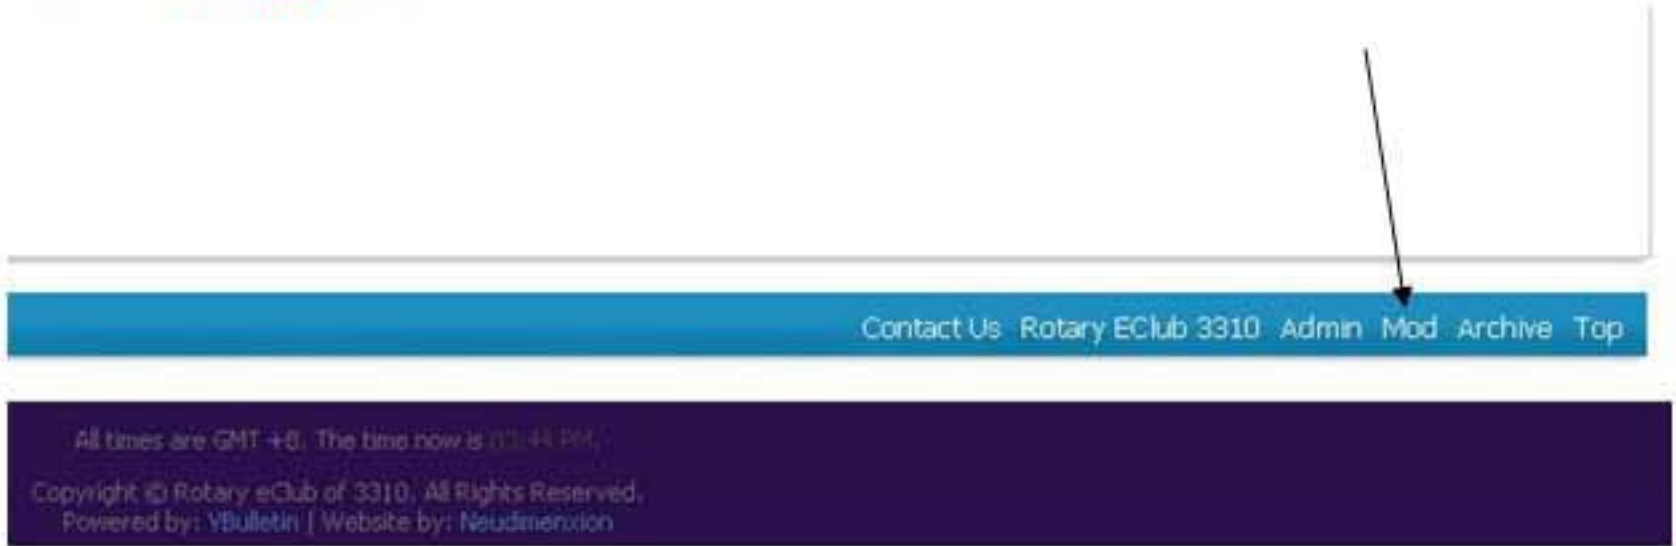 Contact Us Rotary EClub 3310 Admin Mod Archive Top
All times are GMT +8. The time now is
Copyright © Rotary eClub of 3310. All Rights Reserved.
Powered by: VBulletin | Website by: Neudimenxion